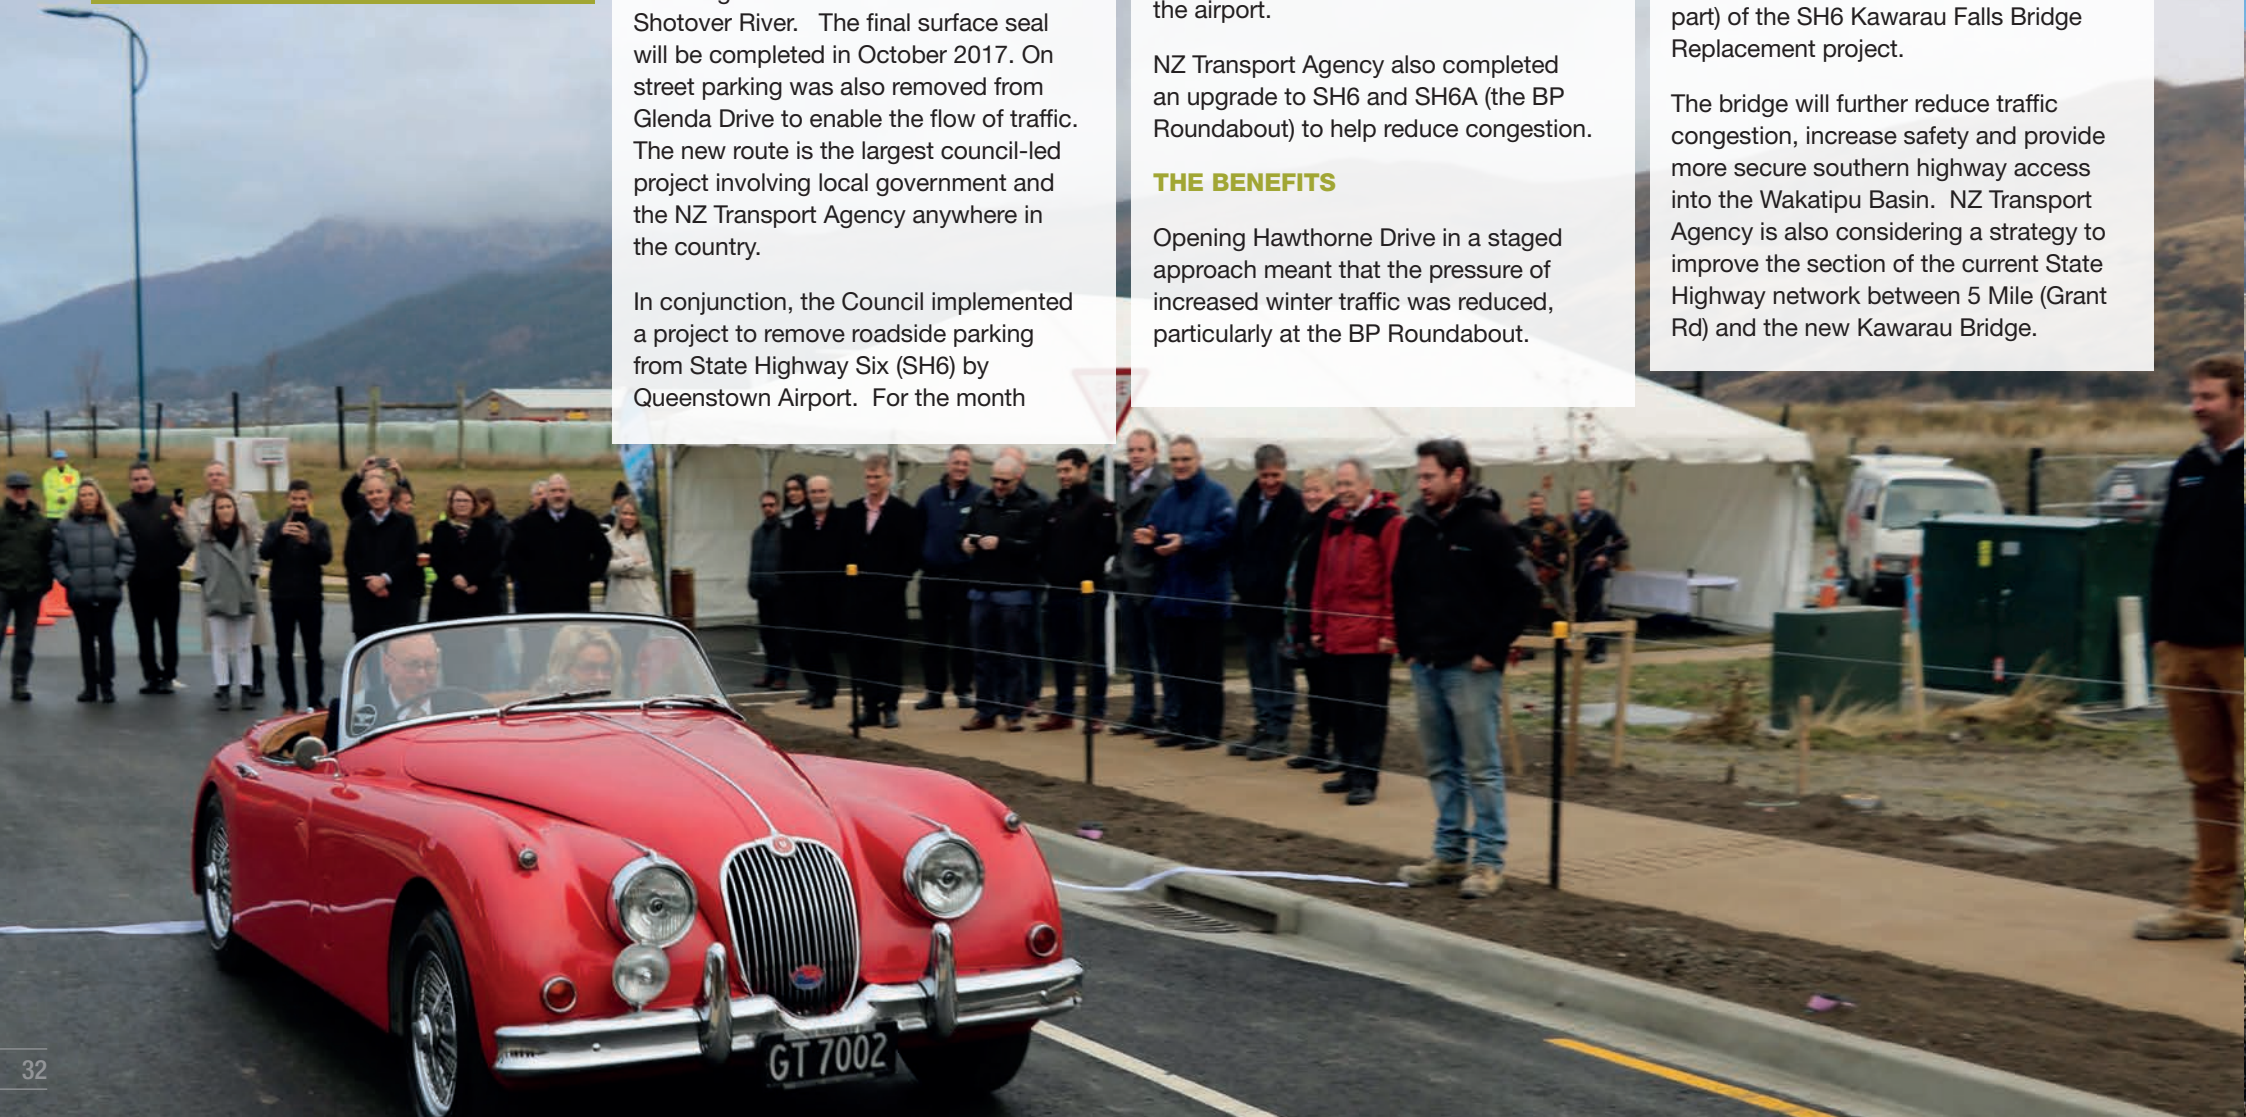 Shotover River. The final surface seal
will be completed in October 2017. On
street parking was also removed from
Glenda Drive to enable the flow of traffic.
The new route is the largest council-led
project involving local government and
the NZ Transport Agency anywhere in
the country.
In conjunction, the Council implemented
a project to remove roadside parking
from State Highway Six (SH6) by
Queenstown Airport. For the month
the airport.
NZ Transport Agency also completed
an upgrade to SH6 and SH6A (the BP
Roundabout) to help reduce congestion.
THE BENEFITS
Opening Hawthorne Drive in a staged
approach meant that the pressure of
increased winter traffic was reduced,
particularly at the BP Roundabout.
part) of the SH6 Kawarau Falls Bridge
Replacement project.
The bridge will further reduce traffic
congestion, increase safety and provide
more secure southern highway access
into the Wakatipu Basin. NZ Transport
Agency is also considering a strategy to
improve the section of the current State
Highway network between 5 Mile (Grant
Rd) and the new Kawarau Bridge.
GT 7002
32